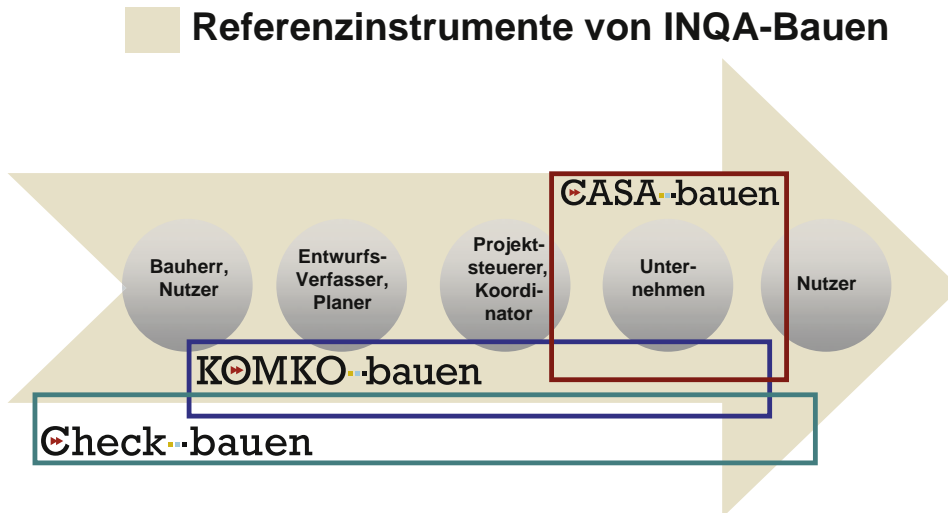 Referenzinstrumente von INQA-Bauen
CASA bauen
Bauherr,
Nutzer
Entwurfs-
Verfasser,
Planer
Projekt-
steuerer,
Koordi-
nator
Unter-
nehmen
Nutzer
KOMKO bauen
Check bauen